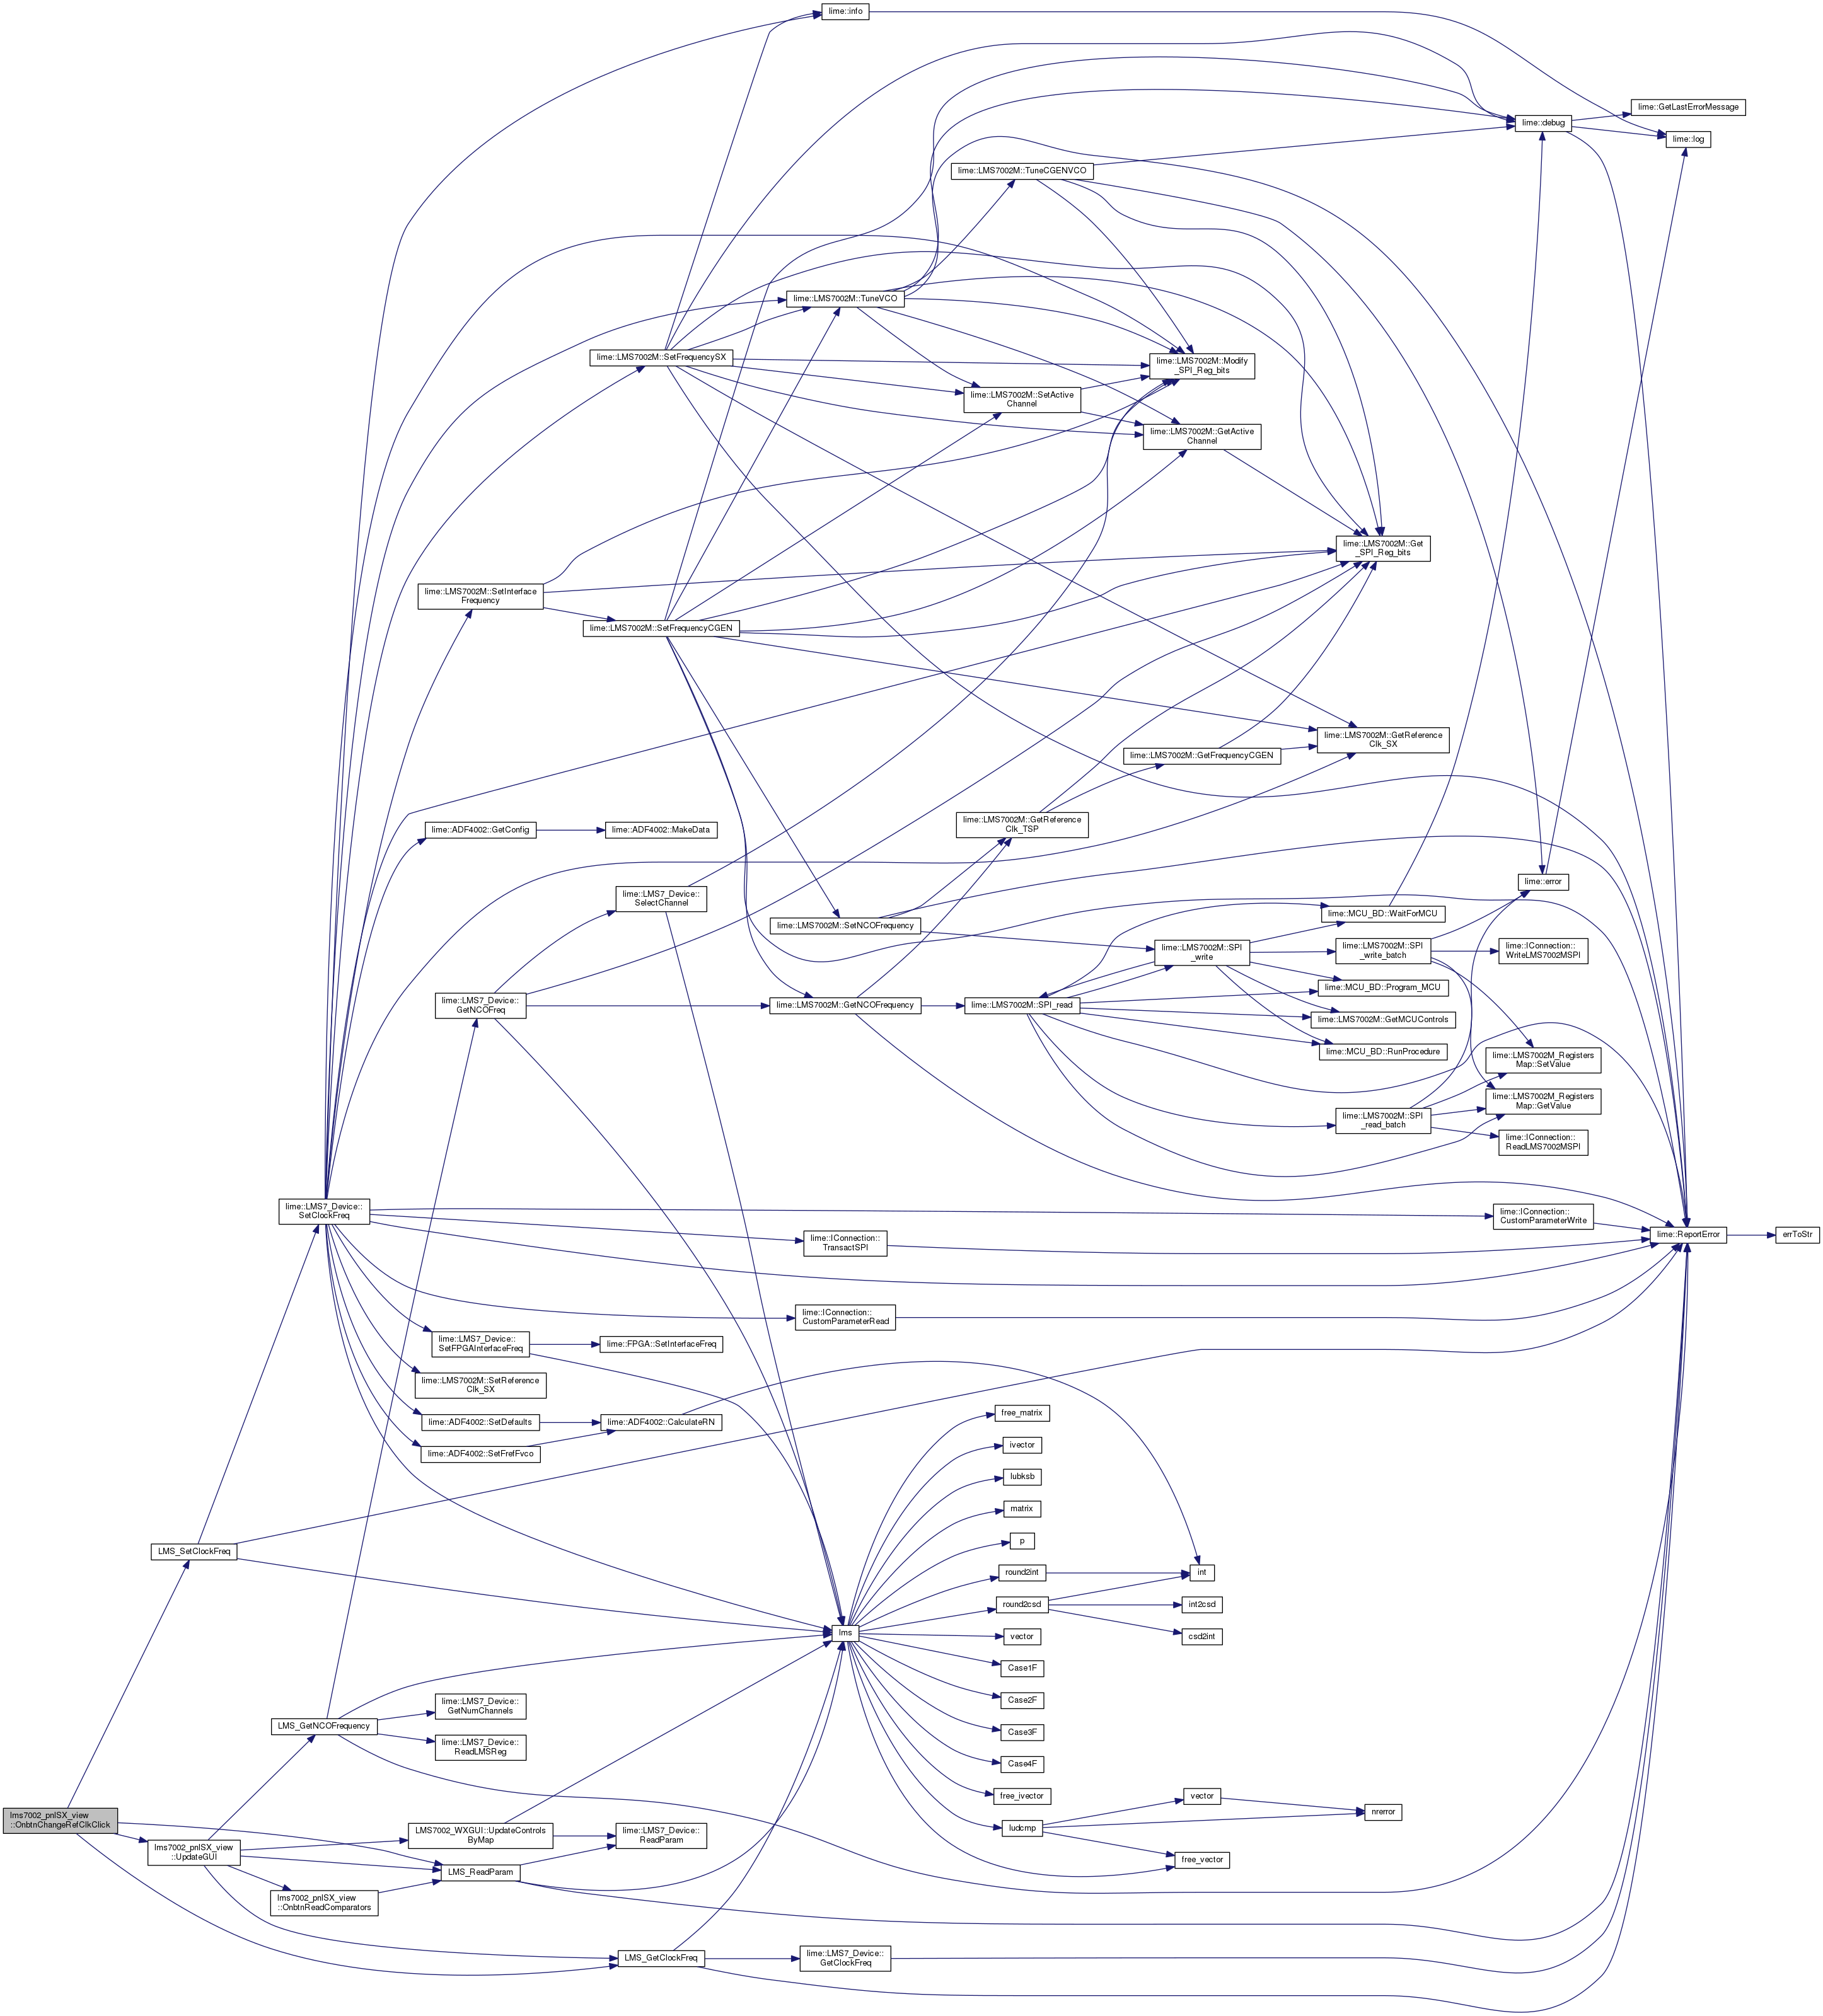 lime::info
lime::GetLastErrorMessage
lime::debug
lime::log
lime::LMS7002M::TuneCGENVCO
lime::LMS7002M::TuneVCO
lime::LMS7002M::SetFrequencySX
lime::LMS7002M::Modify
_SPI_Reg_bits
lime::LMS7002M::SetActive
Channel
lime::LMS7002M::GetActive
Channel
lime::LMS7002M::Get
_SPI_Reg_bits
lime::LMS7002M::SetInterface
Frequency
lime::LMS7002M::SetFrequencyCGEN
lime::LMS7002M::GetReference
Clk_SX
lime::LMS7002M::GetFrequencyCGEN
lime::ADF4002::GetConfig
lime::ADF4002::MakeData
lime::LMS7002M::GetReference
Clk_TSP
lime::error
lime::LMS7_Device::
SelectChannel
lime::MCU_BD::WaitForMCU
lime::LMS7002M::SetNCOFrequency
lime::LMS7002M::SPI
_write
lime::LMS7002M::SPI
_write_batch
lime::IConnection::
WriteLMS7002MSPI
lime::MCU_BD::Program_MCU
lime::LMS7_Device::
GetNCOFreq
lime::LMS7002M::GetNCOFrequency
lime::LMS7002M::SPI_read
lime::LMS7002M::GetMCUControls
lime::MCU_BD::RunProcedure
lime::LMS7002M_Registers
Map::SetValue
lime::LMS7002M_Registers
Map::GetValue
lime::LMS7002M::SPI
_read_batch
lime::IConnection::
ReadLMS7002MSPI
lime::LMS7_Device::
SetClockFreq
lime::IConnection::
CustomParameterWrite
lime::ReportError
errToStr
lime::IConnection::
TransactSPI
lime::IConnection::
CustomParameterRead
lime::LMS7_Device::
SetFPGAInterfaceFreq
lime::FPGA::SetInterfaceFreq
lime::LMS7002M::SetReference
Clk_SX
lime::ADF4002::SetDefaults
lime::ADF4002::CalculateRN
lime::ADF4002::SetFrefFvco
free_matrix
ivector
lubksb
matrix
p
LMS_SetClockFreq
round2int
int
round2csd
int2csd
lms
vector
csd2int
Case1F
Case2F
lime::LMS7_Device::
GetNumChannels
LMS_GetNCOFrequency
Case3F
lime::LMS7_Device::
ReadLMSReg
Case4F
free_ivector
vector
nrerror
lms7002_pnlSX_view
::OnbtnChangeRefClkClick
ludcmp
LMS7002_WXGUI::UpdateControls
ByMap
lime::LMS7_Device::
ReadParam
lms7002_pnlSX_view
::UpdateGUI
free_vector
LMS_ReadParam
lms7002_pnlSX_view
::OnbtnReadComparators
LMS_GetClockFreq
lime::LMS7_Device::
GetClockFreq